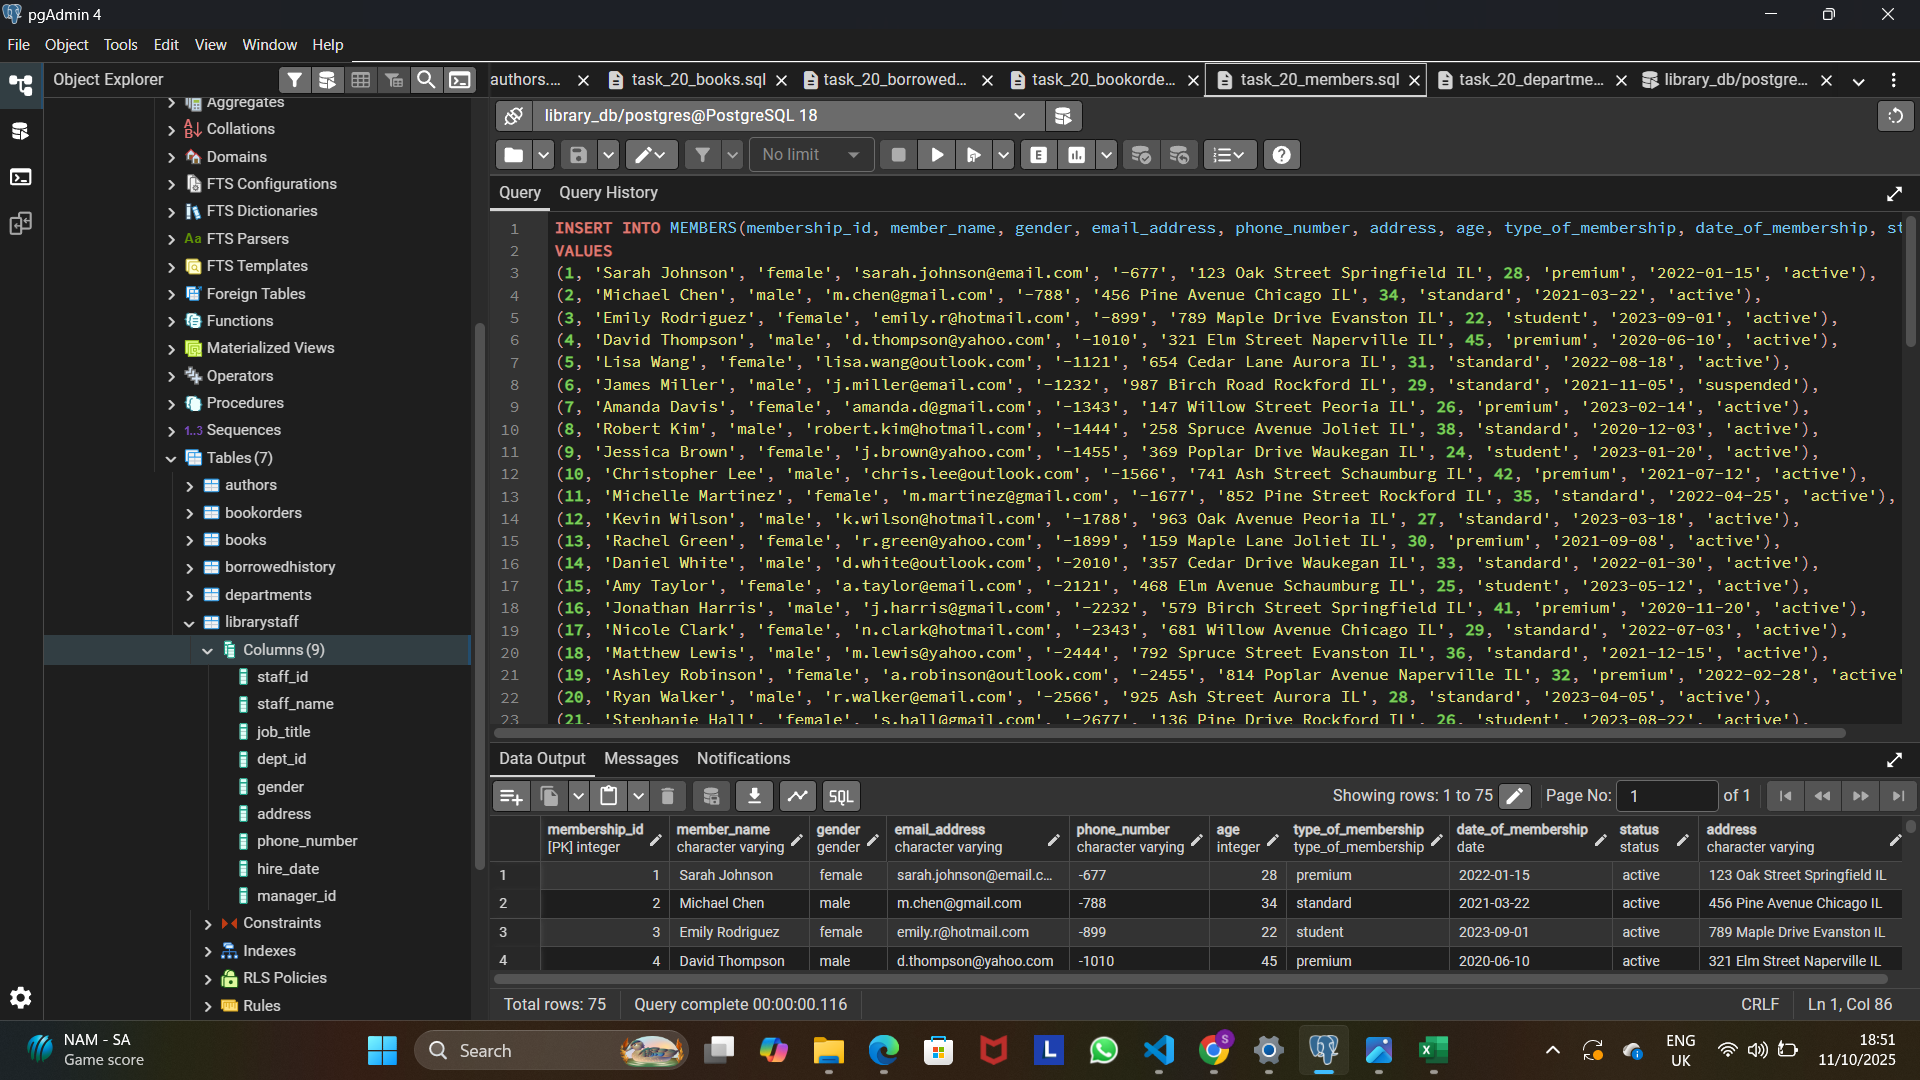 pgAdmin 4
File Object Tools Edit View Window Help
Object Explorer
authors.... task_20_books.sql task_20_borrowed... task_20_bookorde... task_20_members.sql task_20_departme... library_db/postgre...
library_db/postgres@PostgreSQL 18
No limit
Query Query History
Aggregates
Collations
Domains
FTS Configurations
FTS Dictionaries
Aa FTS Parsers
FTS Templates
Foreign Tables
Functions
Materialized Views
Operators
Procedures
1..3 Sequences
Tables (7)
authors
bookorders
books
borrowedhistory
departments
librarystaff
Columns (9)
staff_id
staff_name
job_title
dept_id
gender
address
phone_number
hire_date
manager_id
Constraints
Indexes
RLS Policies
Rules
1 INSERT INTO MEMBERS(membership_id, member_name, gender, email_address, phone_number, address, age, type_of_membership, date_of_membership, st
2 VALUES
3 (1, 'Sarah Johnson', 'female', 'sarah.johnson@email.com', '-677', '123 Oak Street Springfield IL', 28, 'premium', '2022-01-15', 'active'),
4 (2, 'Michael Chen', 'male', 'm.chen@gmail.com', '-788', '456 Pine Avenue Chicago IL', 34, 'standard', '2021-03-22', 'active'),
5 (3, 'Emily Rodriguez', 'female', 'emily.r@hotmail.com', '-899', '789 Maple Drive Evanston IL', 22, 'student', '2023-09-01', 'active'),
6 (4, 'David Thompson', 'male', 'd.thompson@yahoo.com', '-1010', '321 Elm Street Naperville IL', 45, 'premium', '2020-06-10', 'active'),
7 (5, 'Lisa Wang', 'female', 'lisa.wang@outlook.com', '-1121', '654 Cedar Lane Aurora IL', 31, 'standard', '2022-08-18', 'active'),
8 (6, 'James Miller', 'male', 'j.miller@email.com', '-1232', '987 Birch Road Rockford IL', 29, 'standard', '2021-11-05', 'suspended'),
9 (7, 'Amanda Davis', 'female', 'amanda.d@gmail.com', '-1343', '147 Willow Street Peoria IL', 26, 'premium', '2023-02-14', 'active'),
10 (8, 'Robert Kim', 'male', 'robert.kim@hotmail.com', '-1444', '258 Spruce Avenue Joliet IL', 38, 'standard', '2020-12-03', 'active'),
11 (9, 'Jessica Brown', 'female', 'j.brown@yahoo.com', '-1455', '369 Poplar Drive Waukegan IL', 24, 'student', '2023-01-20', 'active'),
12 (10, 'Christopher Lee', 'male', 'chris.lee@outlook.com', '-1566', '741 Ash Street Schaumburg IL', 42, 'premium', '2021-07-12', 'active'),
13 (11, 'Michelle Martinez', 'female', 'm.martinez@gmail.com', '-1677', '852 Pine Street Rockford IL', 35, 'standard', '2022-04-25', 'active'),
14 (12, 'Kevin Wilson', 'male', 'k.wilson@hotmail.com', '-1788', '963 Oak Avenue Peoria IL', 27, 'standard', '2023-03-18', 'active'),
15 (13, 'Rachel Green', 'female', 'r.green@yahoo.com', '-1899', '159 Maple Lane Joliet IL', 30, 'premium', '2021-09-08', 'active'),
16 (14, 'Daniel White', 'male', 'd.white@outlook.com', '-2010', '357 Cedar Drive Waukegan IL', 33, 'standard', '2022-01-30', 'active'),
17 (15, 'Amy Taylor', 'female', 'a.taylor@email.com', '-2121', '468 Elm Avenue Schaumburg IL', 25, 'student', '2023-05-12', 'active'),
18 (16, 'Jonathan Harris', 'male', 'j.harris@gmail.com', '-2232', '579 Birch Street Springfield IL', 41, 'premium', '2020-11-20', 'active'),
19 (17, 'Nicole Clark', 'female', 'n.clark@hotmail.com', '-2343', '681 Willow Avenue Chicago IL', 29, 'standard', '2022-07-03', 'active'),
20 (18, 'Matthew Lewis', 'male', 'm.lewis@yahoo.com', '-2444', '792 Spruce Street Evanston IL', 36, 'standard', '2021-12-15', 'active'),
21 (19, 'Ashley Robinson', 'female', 'a.robinson@outlook.com', '-2455', '814 Poplar Avenue Naperville IL', 32, 'premium', '2022-02-28', 'active'
22 (20, 'Ryan Walker', 'male', 'r.walker@email.com', '-2566', '925 Ash Street Aurora IL', 28, 'standard', '2023-04-05', 'active'),
23 (21, 'Stephanie Hall', 'female', 's.hall@gmail.com', '-2677', '136 Pine Drive Rockford IL', 26, 'student', '2023-08-22', 'active'),
Data Output Messages Notifications
SQL Showing rows: 1 to 75 Page No: 1 of 1
membership_id member_name gender email_address phone_number age type_of_membership date_of_membership status address
[PK] integer character varying gender character varying character varying integer type_of_membership date status character varying
1 1 Sarah Johnson female sarah.johnson@email.c... -677 28 premium 2022-01-15 active 123 Oak Street Springfield IL
2 2 Michael Chen male m.chen@gmail.com -788 34 standard 2021-03-22 active 456 Pine Avenue Chicago IL
3 3 Emily Rodriguez female emily.r@hotmail.com -899 22 student 2023-09-01 active 789 Maple Drive Evanston IL
4 4 David Thompson male d.thompson@yahoo.com -1010 45 premium 2020-06-10 active 321 Elm Street Naperville IL
Total rows: 75 Query complete 00:00:00.116 CRLF Ln 1, Col 86
NAM - SA
Game score
Search
ENG
UK
18:51
11/10/2025